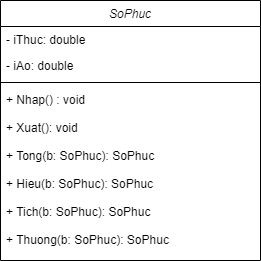 SoPhuc
- iThuc: double
- iAo: double
+ Nhap() : void
+ Xuat(): void
+ Tong(b: SoPhuc): SoPhuc
+ Hieu(b: SoPhuc): SoPhuc
+ Tich(b: SoPhuc): SoPhuc
+ Thuong(b: SoPhuc): SoPhuc